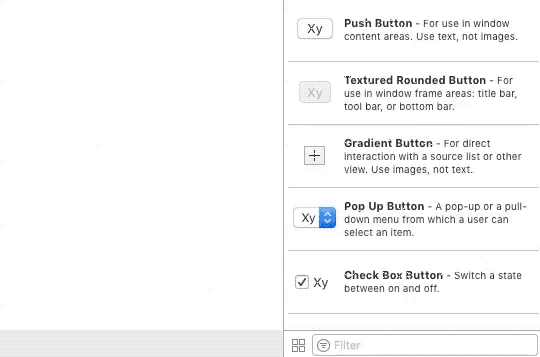 Xy
Push Button - For use in window
content areas. Use text, not images.
Xy
Textured Rounded Button - For
use in window frame areas: title bar,
tool bar, or bottom bar.
Gradient Button - For direct
interaction with a source list or other
view. Use images, not text.
Xy
Pop Up Button - A pop-up or a pull-
down menu from which a user can
select an item.
Xy
Check Box Button - Switch a state
between on and off.
Filter